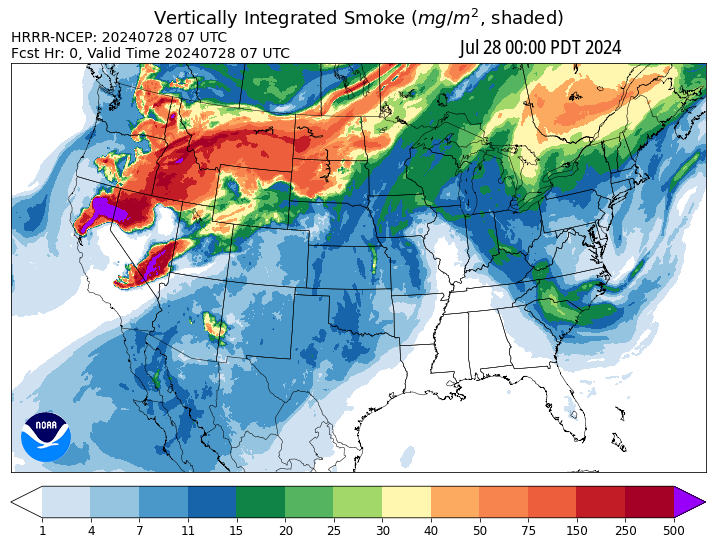 Vertically Integrated Smoke (mg/m², shaded)
HRRR-NCEP: 20240728 07 UTC
Fcst Hr: 0, Valid Time 20240728 07 UTC
Jul 28 00:00 PDT 2024
NOAA
1 4 7 11 15 20 25 30 40 50 75 150 250 500